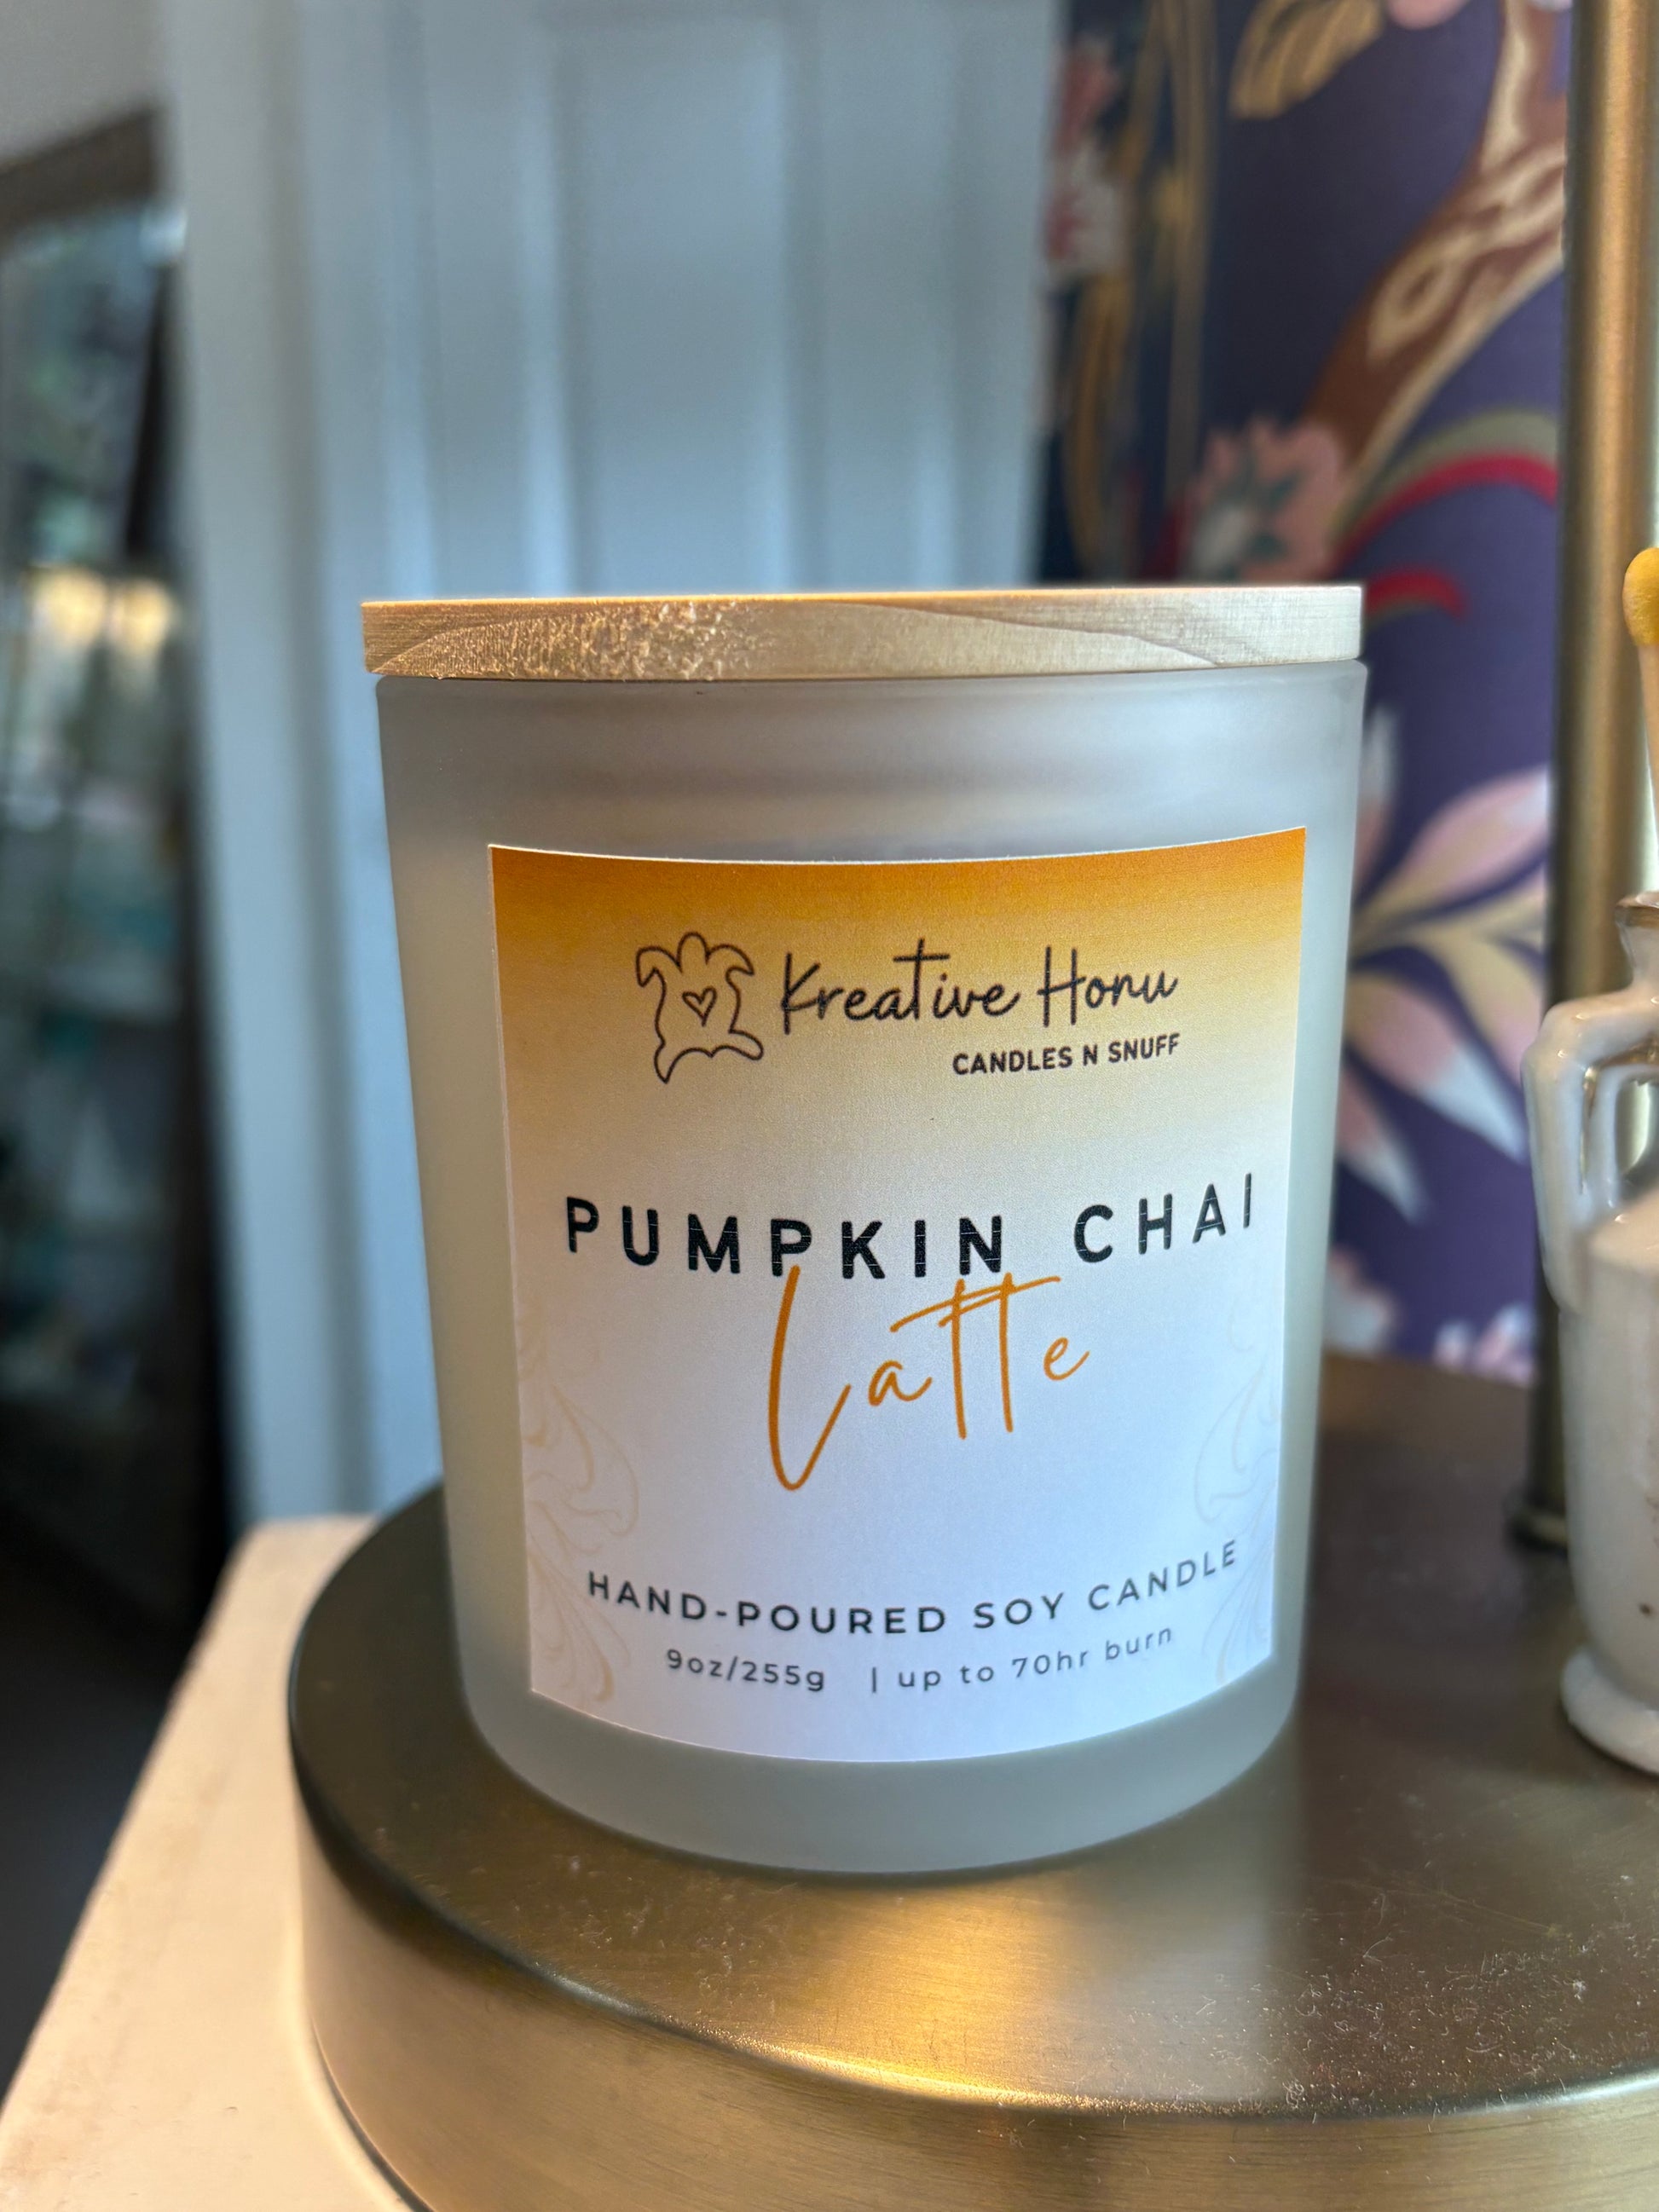 Kreative Honu
CANDLES N SNUFF
PUMPKIN CHAI
Latte
HAND-POURED SOY CANDLE
9oz/255g | up to 70hr burn